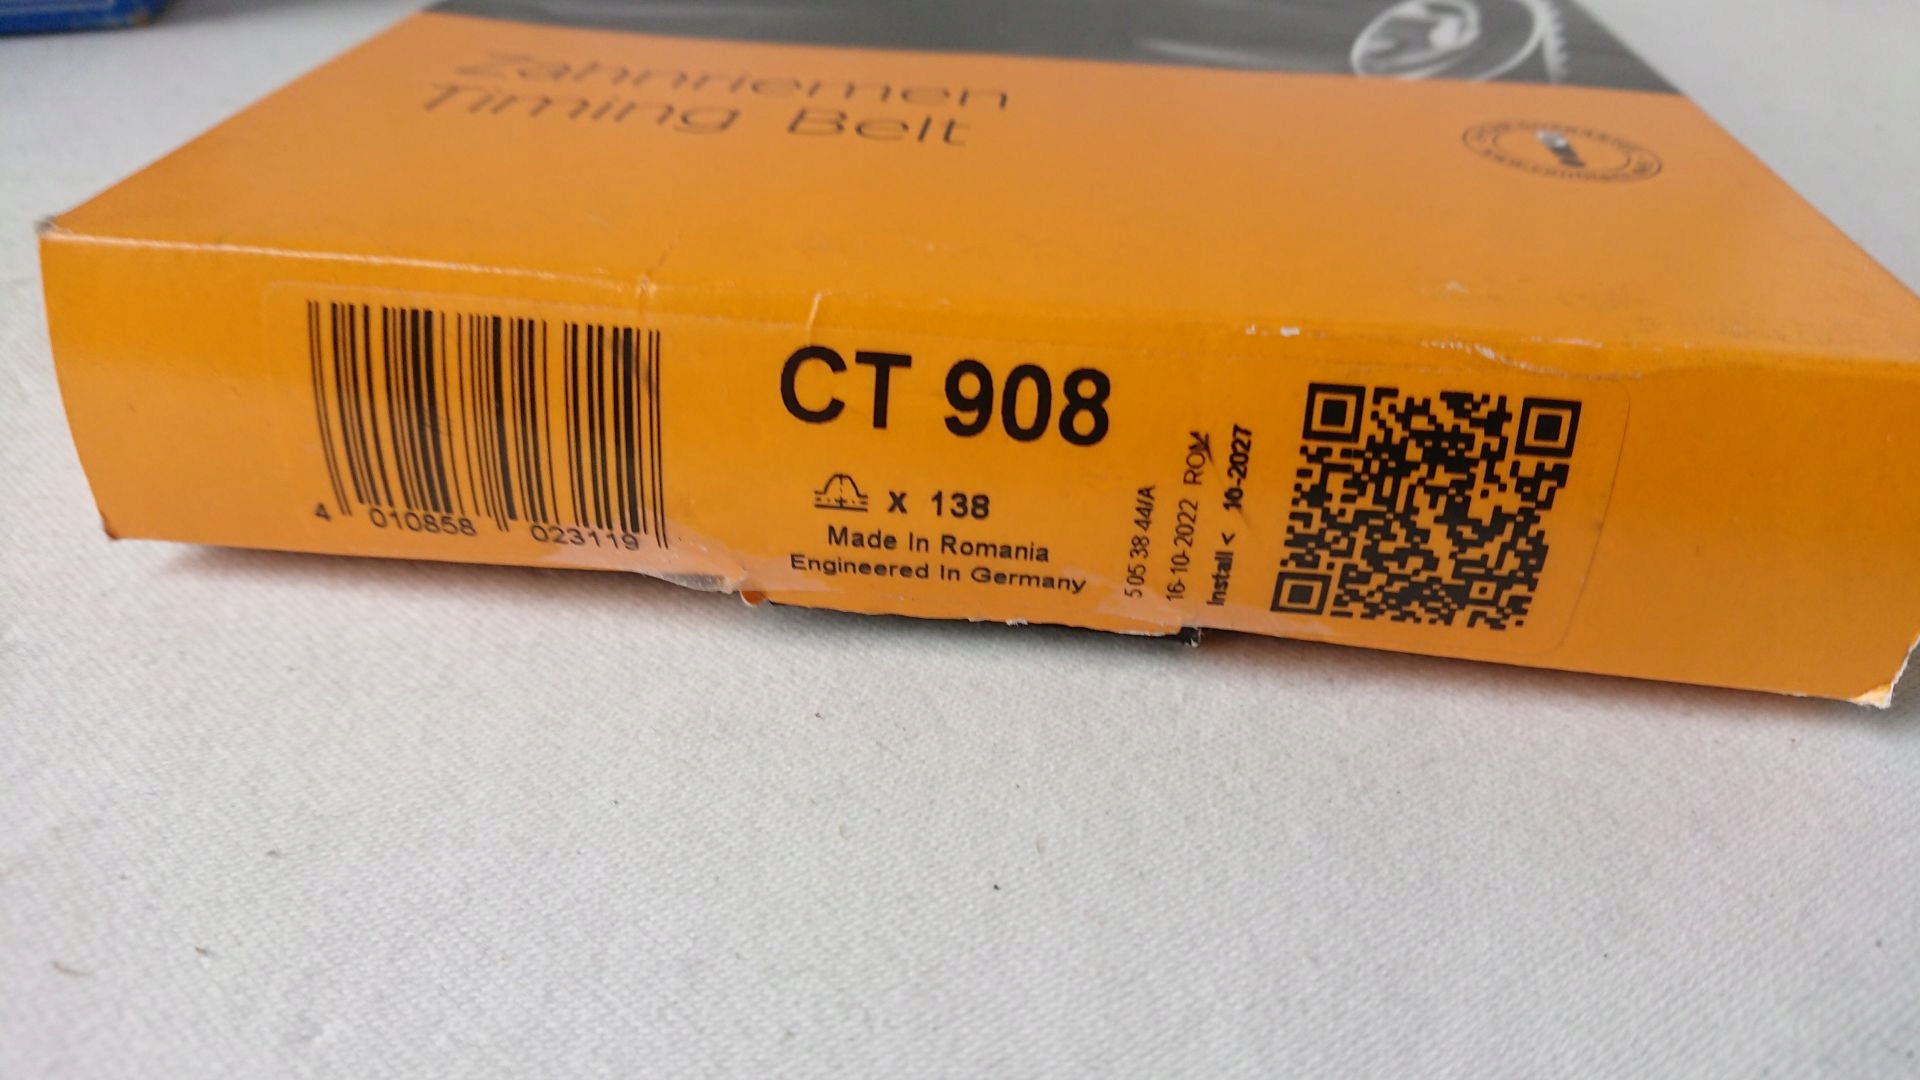 Zahnriemen
Timing Belt
CT 908
x 138
Made In Romania
Engineered In Germany
4 010858 023119
5 05 38 44/A
16-10-2022 ROM
Install < 10-2027